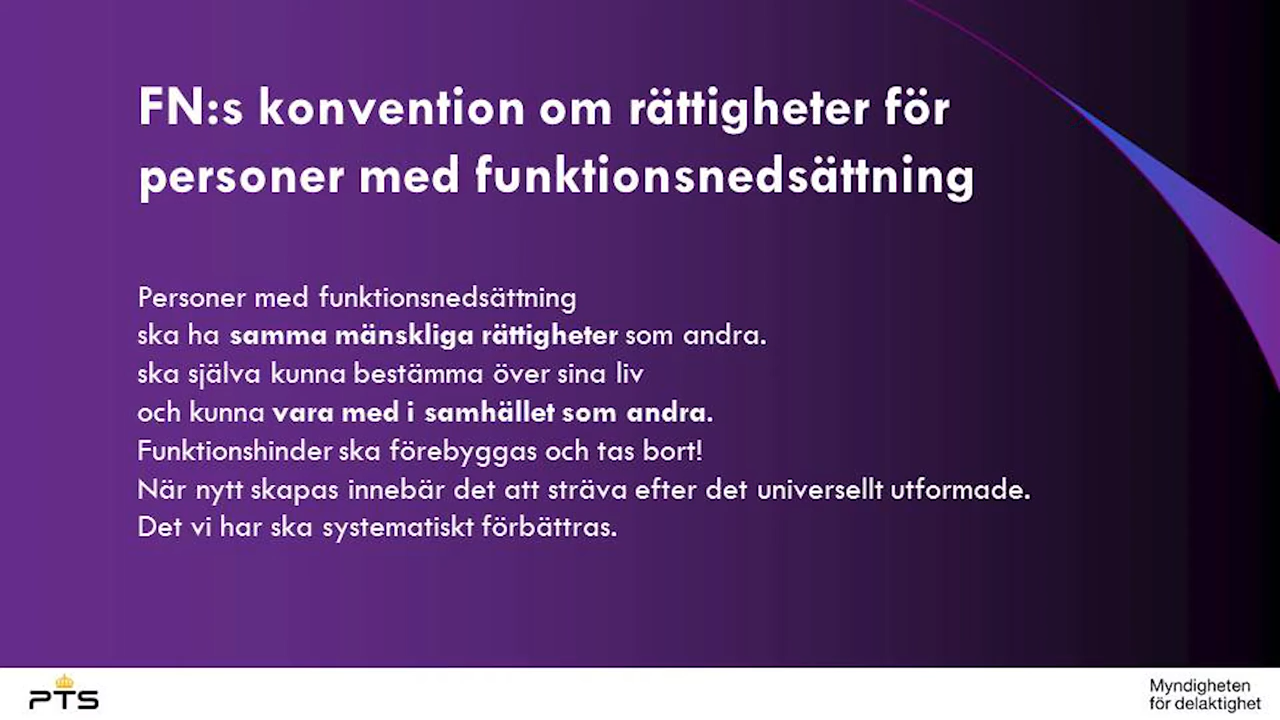 FN:s konvention om rättigheter för
personer med funktionsnedsättning
Personer med funktionsnedsättning
ska ha samma mänskliga rättigheter som andra.
ska själva kunna bestämma över sina liv
och kunna vara med i samhället som andra.
Funktionshinder ska förebyggas och tas bort!
När nytt skapas innebär det att sträva efter det universellt utformade.
Det vi har ska systematiskt förbättras.
PTS
Myndigheten
för delaktighet